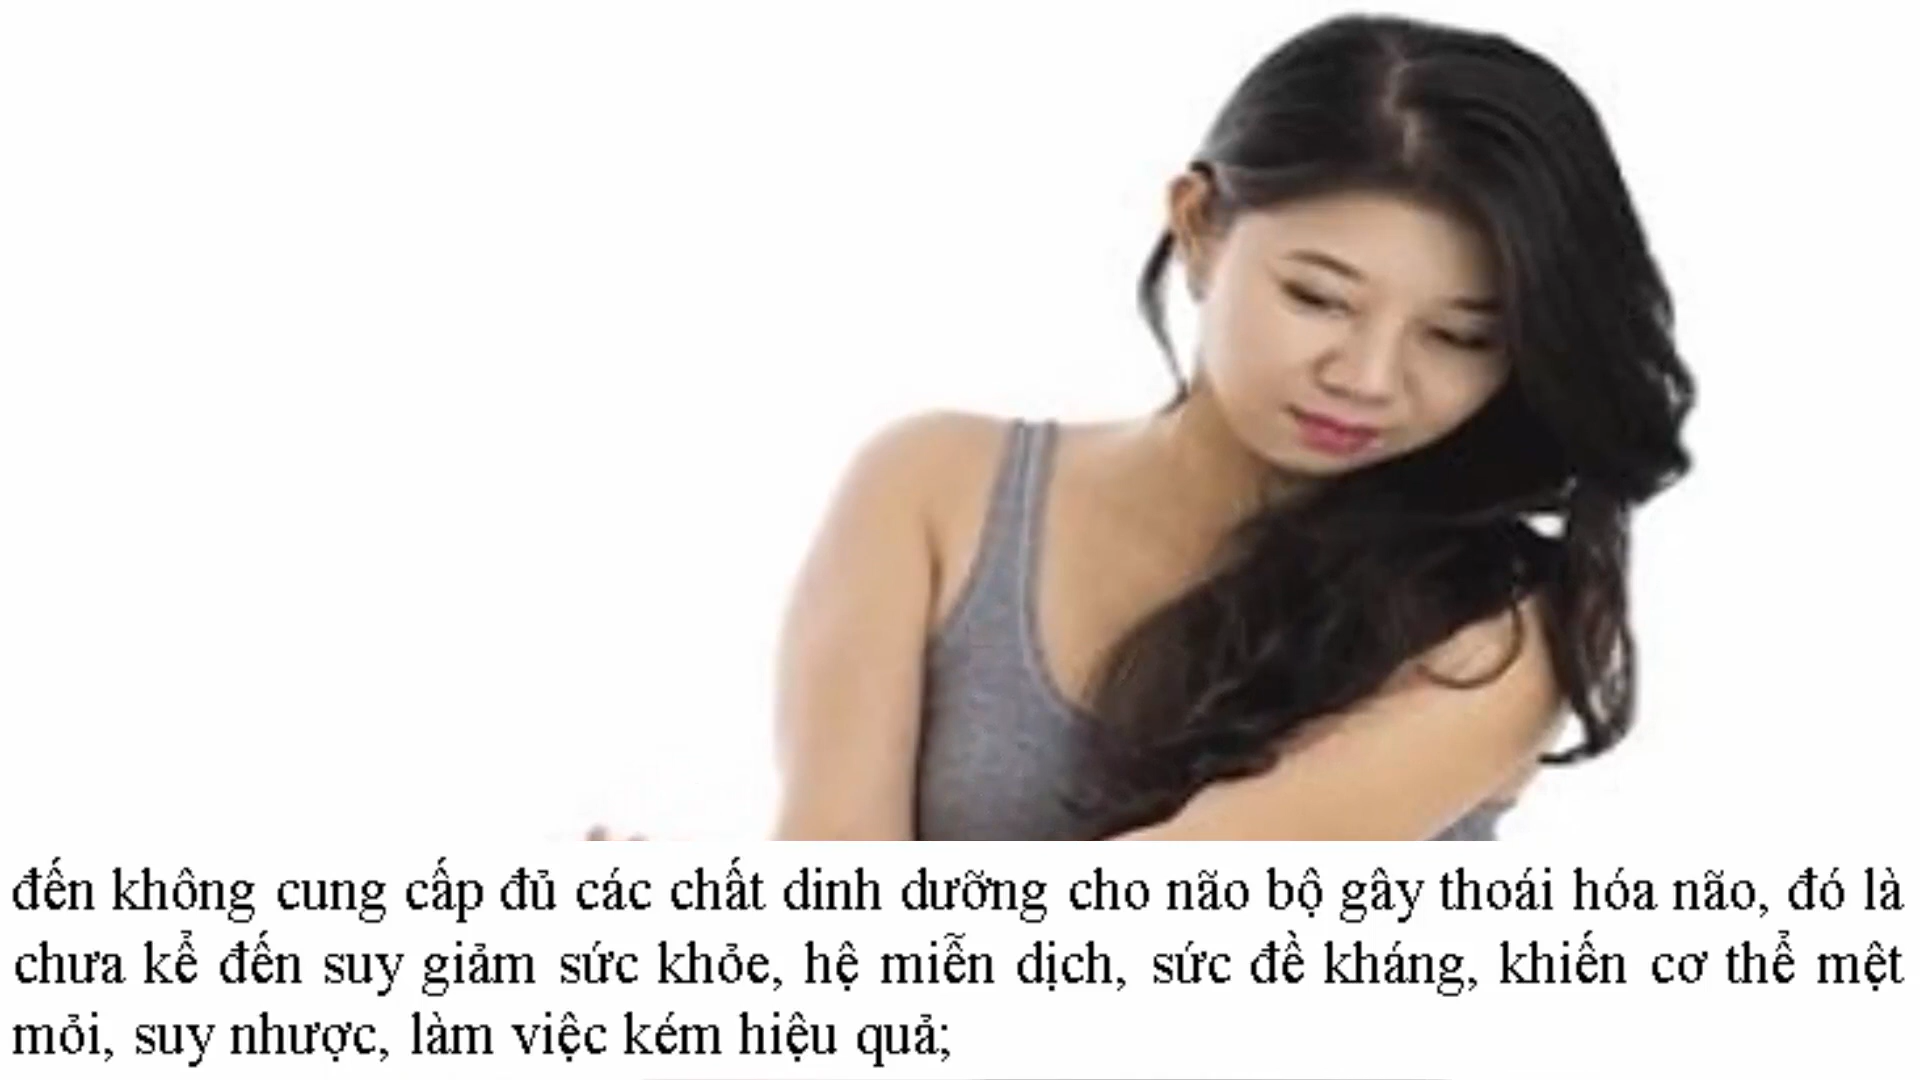 đến không cung cấp đủ các chất dinh dưỡng cho não bộ gây thoái hóa não, đó là
chưa kể đến suy giảm sức khỏe, hệ miễn dịch, sức đề kháng, khiến cơ thể mệt
mỏi, suy nhược, làm việc kém hiệu quả;